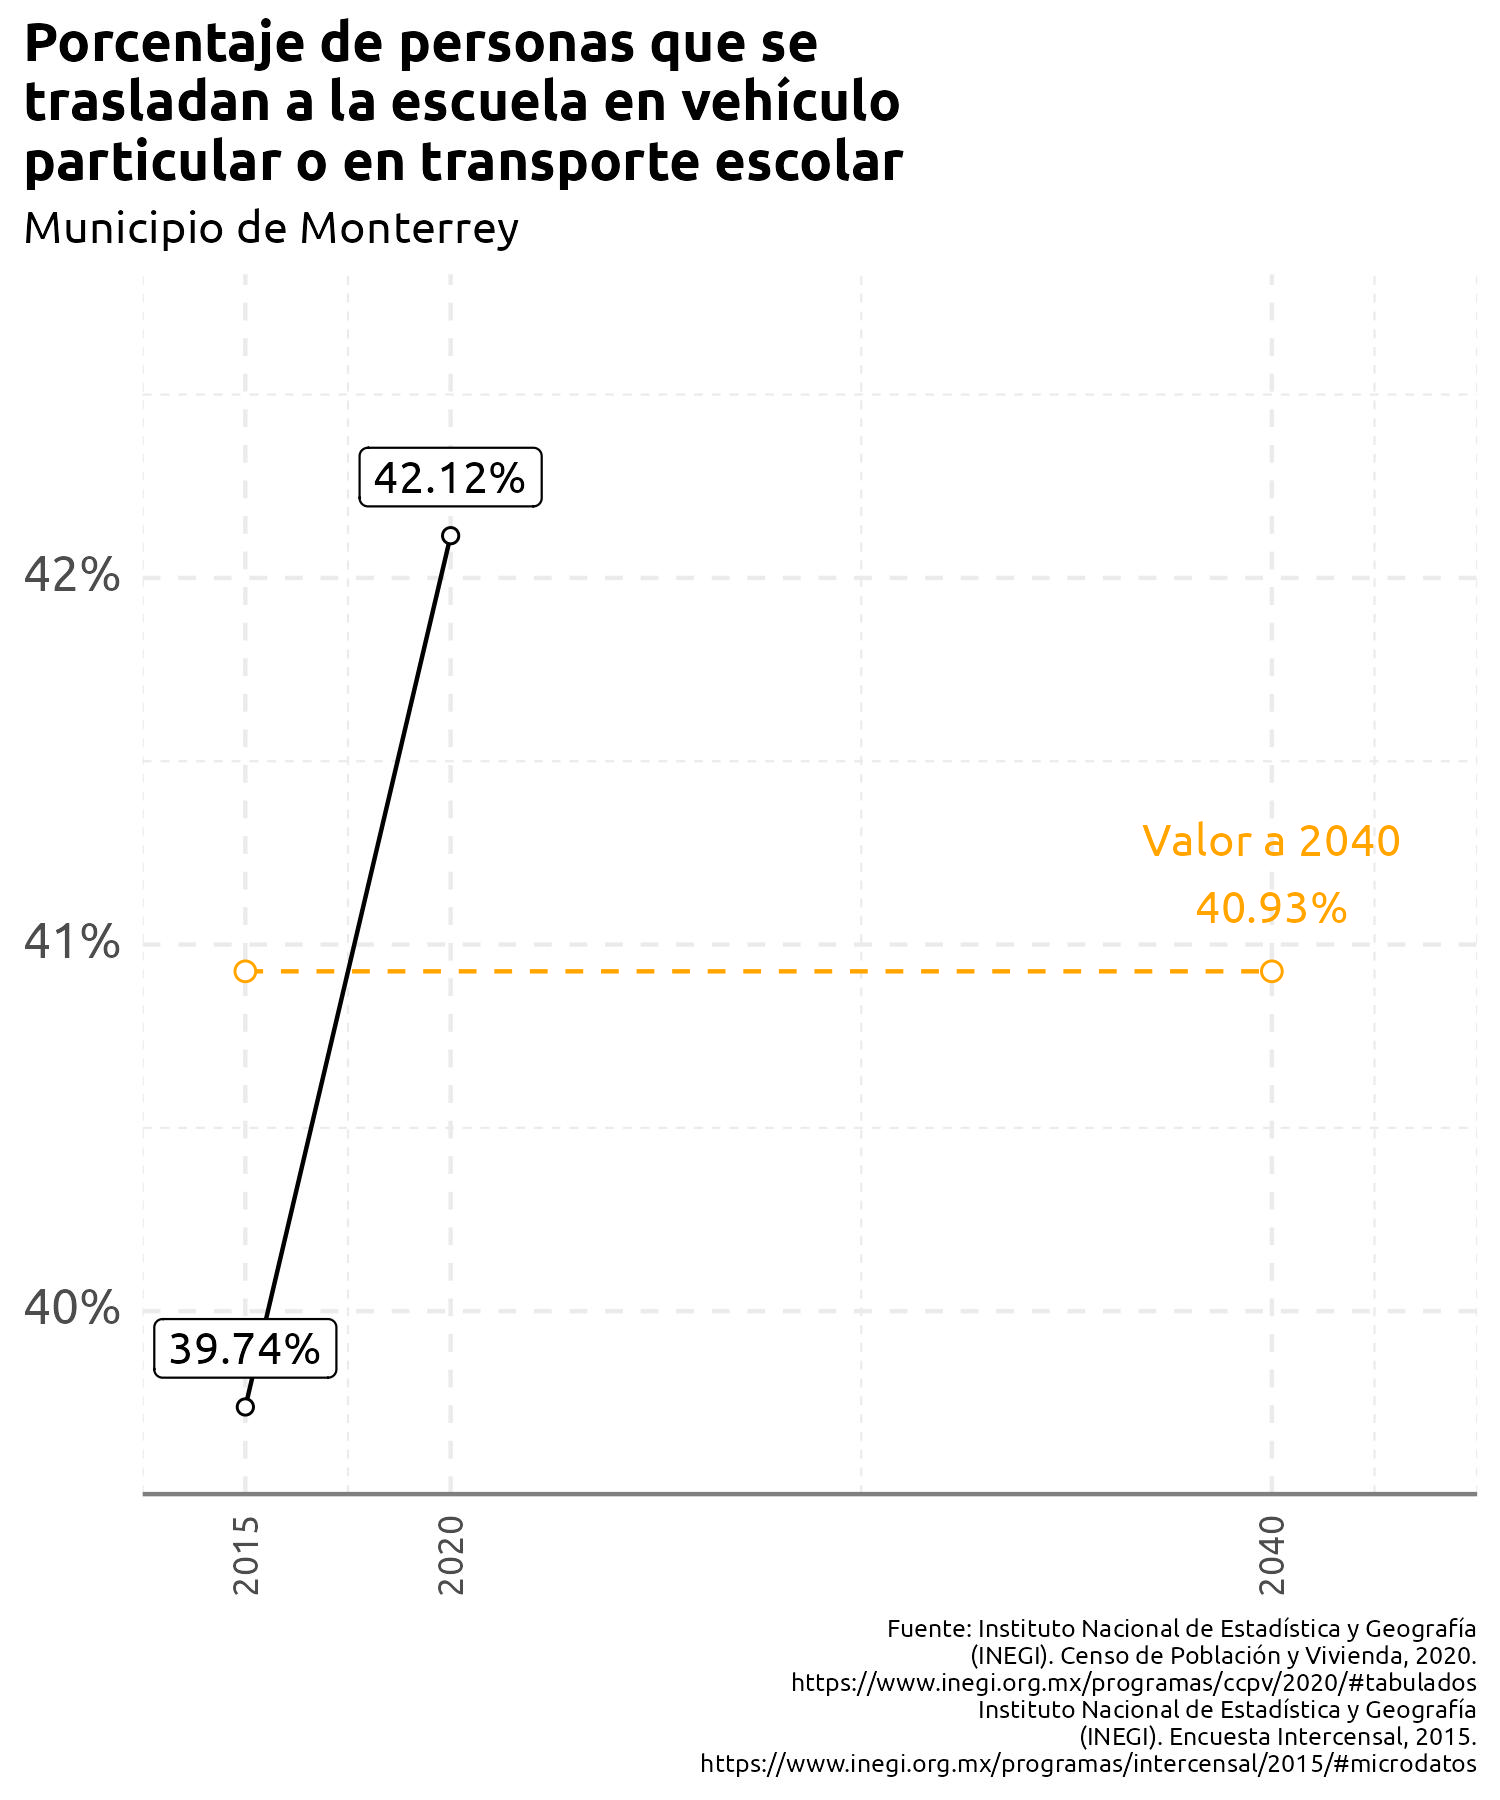 Porcentaje de personas que se
trasladan a la escuela en vehículo
particular o en transporte escolar
Municipio de Monterrey
42.12%
42%
Valor a 2040
40.93%
41%
40%
39.74%
2015
2020
2040
Fuente: Instituto Nacional de Estadística y Geografía
(INEGI). Censo de Población y Vivienda, 2020.
https://www.inegi.org.mx/programas/ccpv/2020/#tabulados
Instituto Nacional de Estadística y Geografía
(INEGI). Encuesta Intercensal, 2015.
https://www.inegi.org.mx/programas/intercensal/2015/#microdatos